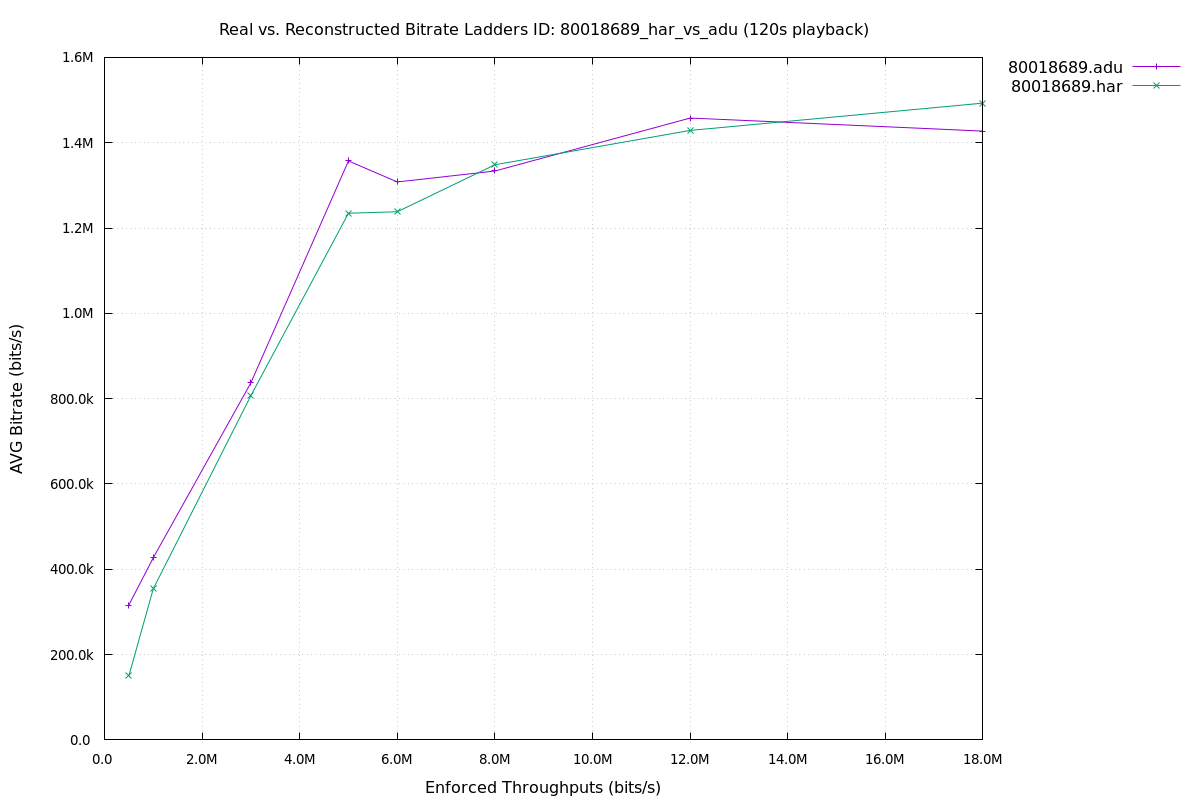 Real vs. Reconstructed Bitrate Ladders ID: 80018689_har_vs_adu (120s playback)
80018689.adu
80018689.har
1.6M
1.4M
1.2M
1.0M
800.0k
600.0k
400.0k
200.0k
0.0
AVG Bitrate (bits/s)
0.0 2.0M 4.0M 6.0M 8.0M 10.0M 12.0M 14.0M 16.0M 18.0M
Enforced Throughputs (bits/s)